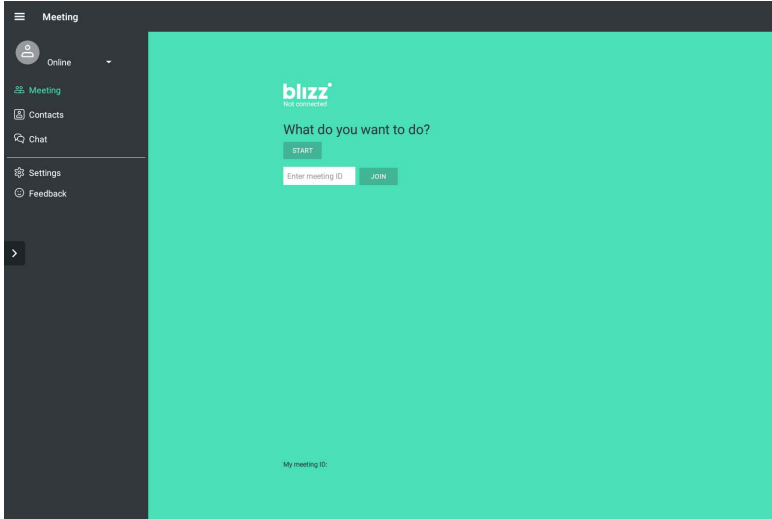 Meeting
Online
Meeting
Contacts
Chat
Settings
Feedback
blizz
Not connected
What do you want to do?
START
Enter meeting ID
JOIN
My meeting ID: